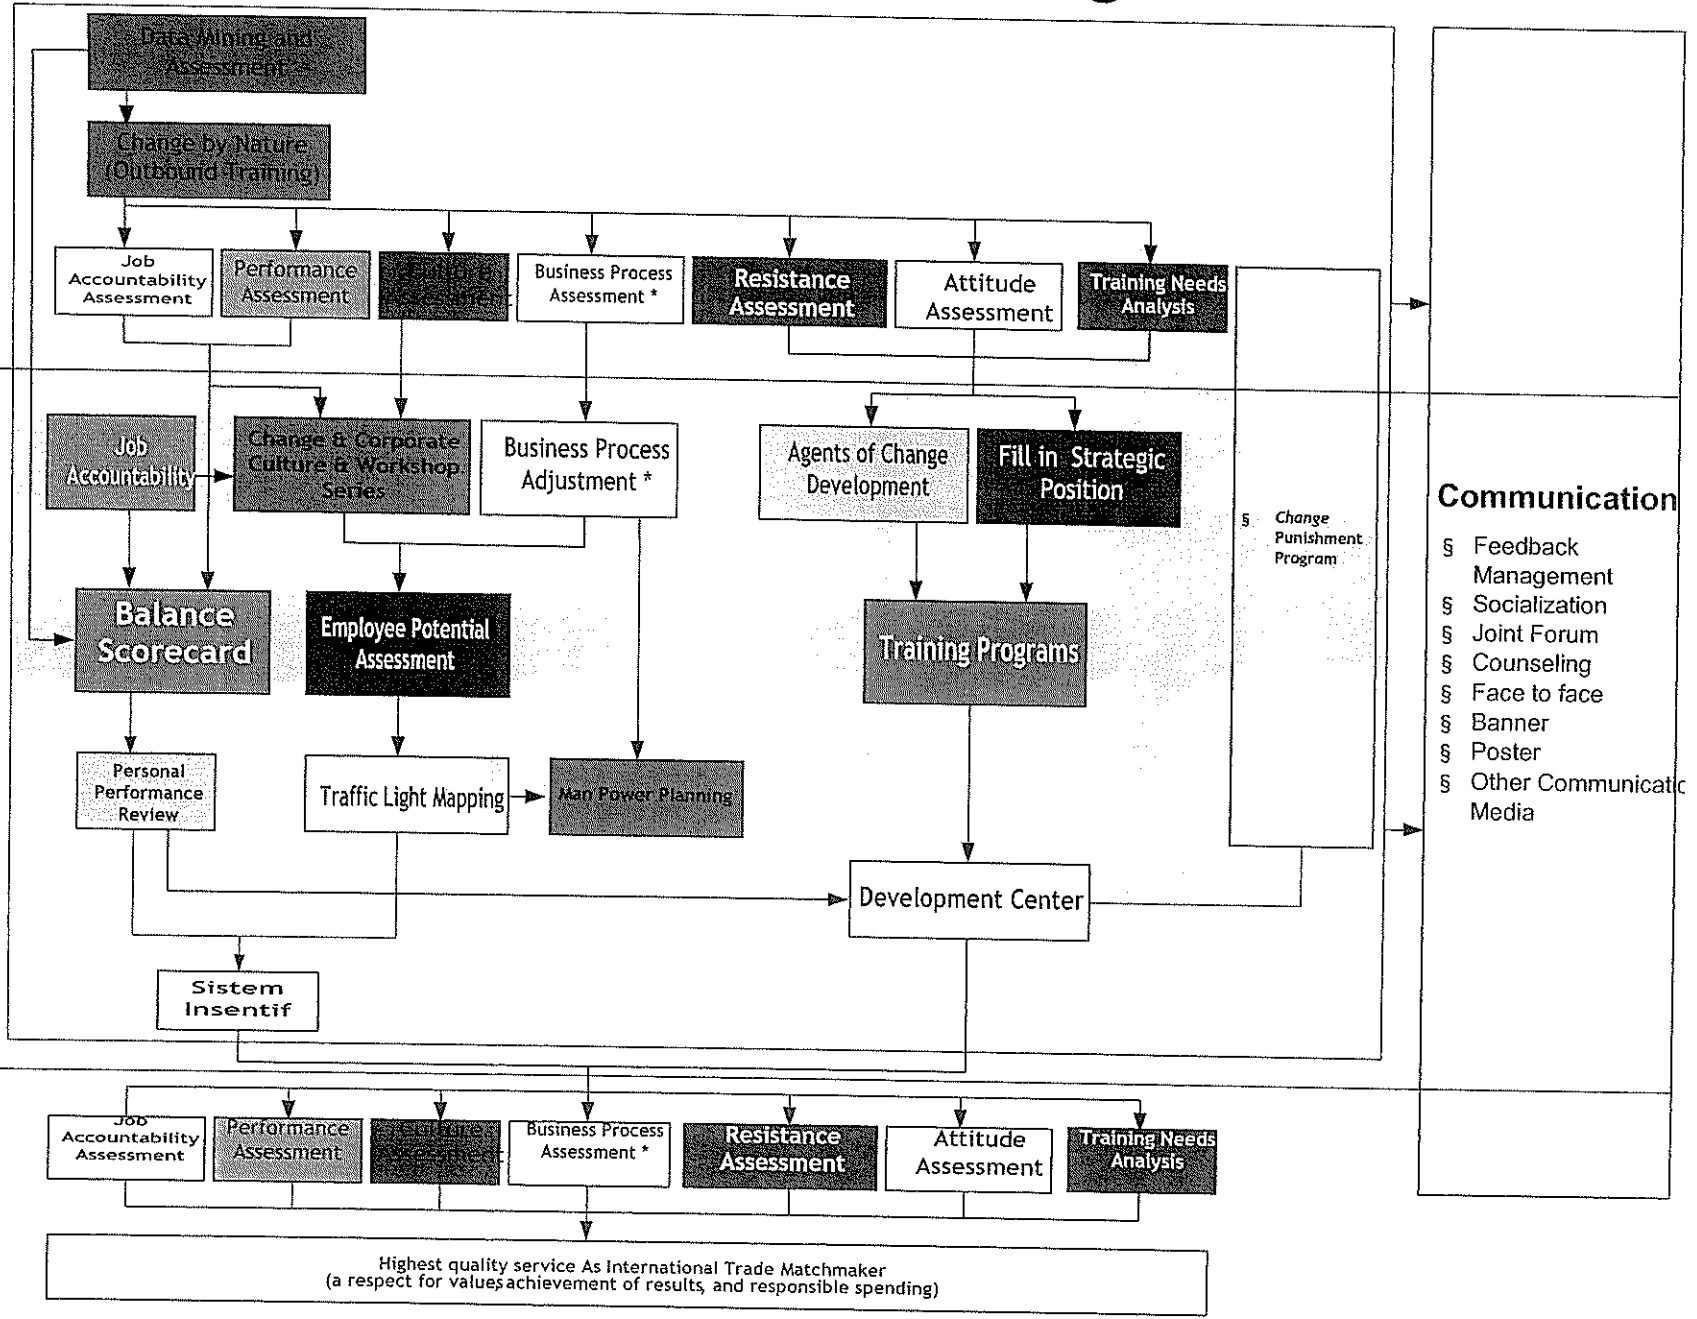 Data Mining and
Assessment
Change by Nature
(Outbound Training)
Job
Accountability
Assessment
Performance
Assessment
Culture
Assessment
Business Process
Assessment *
Resistance
Assessment
Attitude
Assessment
Training Needs
Analysis
Job
Accountability
Change & Corporate
Culture & Workshop
Series
Business Process
Adjustment *
Agents of Change
Development
Fill in Strategic
Position
§ Change
Punishment
Program
Balance
Scorecard
Employee Potential
Assessment
Training Programs
Personal
Performance
Review
Traffic Light Mapping
Man Power Planning
Development Center
Sistem
Insentif
Communication
§ Feedback
Management
§ Socialization
§ Joint Forum
§ Counseling
§ Face to face
§ Banner
§ Poster
§ Other Communicatio
Media
Job
Accountability
Assessment
Performance
Assessment
Culture
Assessment
Business Process
Assessment *
Resistance
Assessment
Attitude
Assessment
Training Needs
Analysis
Highest quality service As International Trade Matchmaker
(a respect for values, achievement of results, and responsible spending)